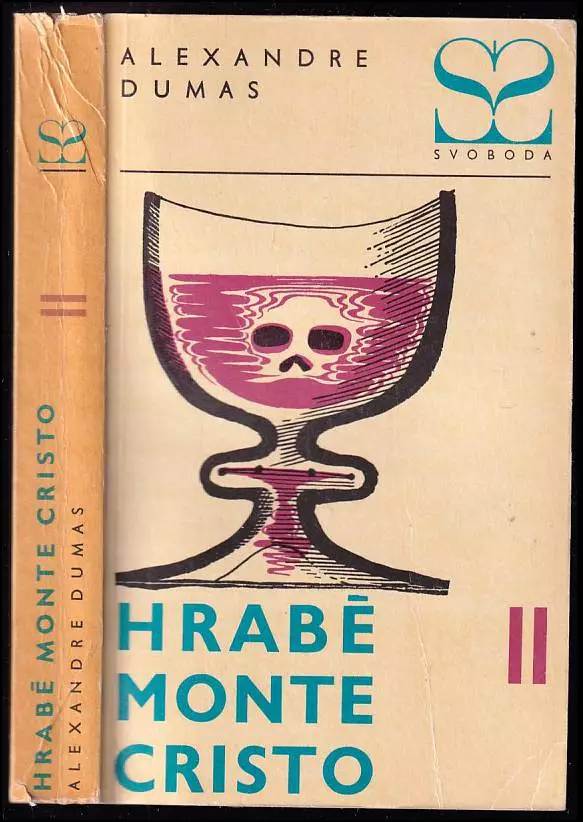 ALEXANDRE
DUMAS
SVOBODA
HRABĚ
MONTE
CRISTO
II
HRABĚ MONTE CRISTO
II
ALEXANDRE DUMAS